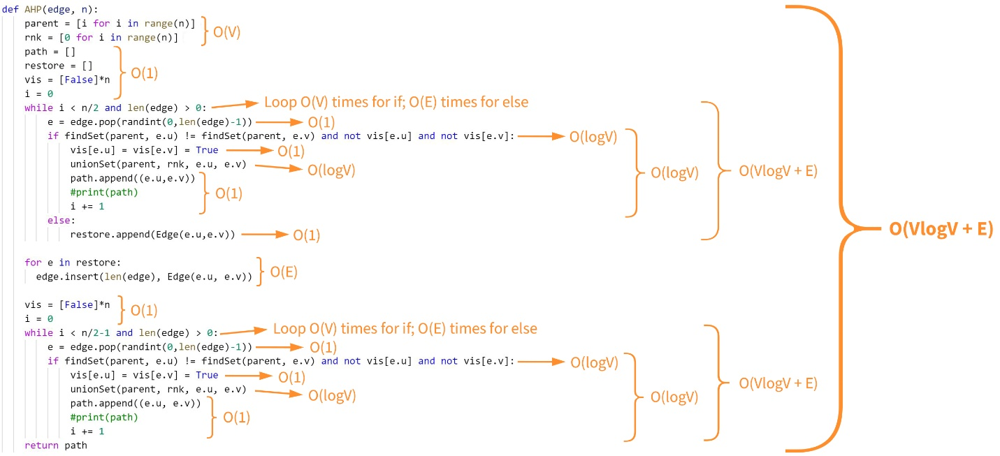 def AHP(edge, n):
parent = [i for i in range(n)]
rnk = [0 for i in range(n)]
O(V)
path = []
restore = []
vis = [False]*n
i = 0
O(1)
while i < n/2 and len(edge) > 0: Loop O(V) times for if; O(E) times for else
e = edge.pop(randint(0,len(edge)-1)) O(1)
if findSet(parent, e.u) != findSet(parent, e.v) and not vis[e.u] and not vis[e.v]: O(logV)
vis[e.u] = vis[e.v] = True O(1)
unionSet(parent, rnk, e.u, e.v) O(logV)
path.append((e.u,e.v))
#print(path)
i += 1
O(1)
O(logV)
O(VlogV + E)
else:
restore.append(Edge(e.u,e.v)) O(1)
for e in restore:
edge.insert(len(edge), Edge(e.u, e.v))
O(E)
vis = [False]*n
i = 0
O(1)
while i < n/2-1 and len(edge) > 0: Loop O(V) times for if; O(E) times for else
e = edge.pop(randint(0,len(edge)-1)) O(1)
if findSet(parent, e.u) != findSet(parent, e.v) and not vis[e.u] and not vis[e.v]: O(logV)
vis[e.u] = vis[e.v] = True O(1)
unionSet(parent, rnk, e.u, e.v) O(logV)
path.append((e.u, e.v))
#print(path)
i += 1
O(1)
O(logV)
O(VlogV + E)
return path
O(VlogV + E)